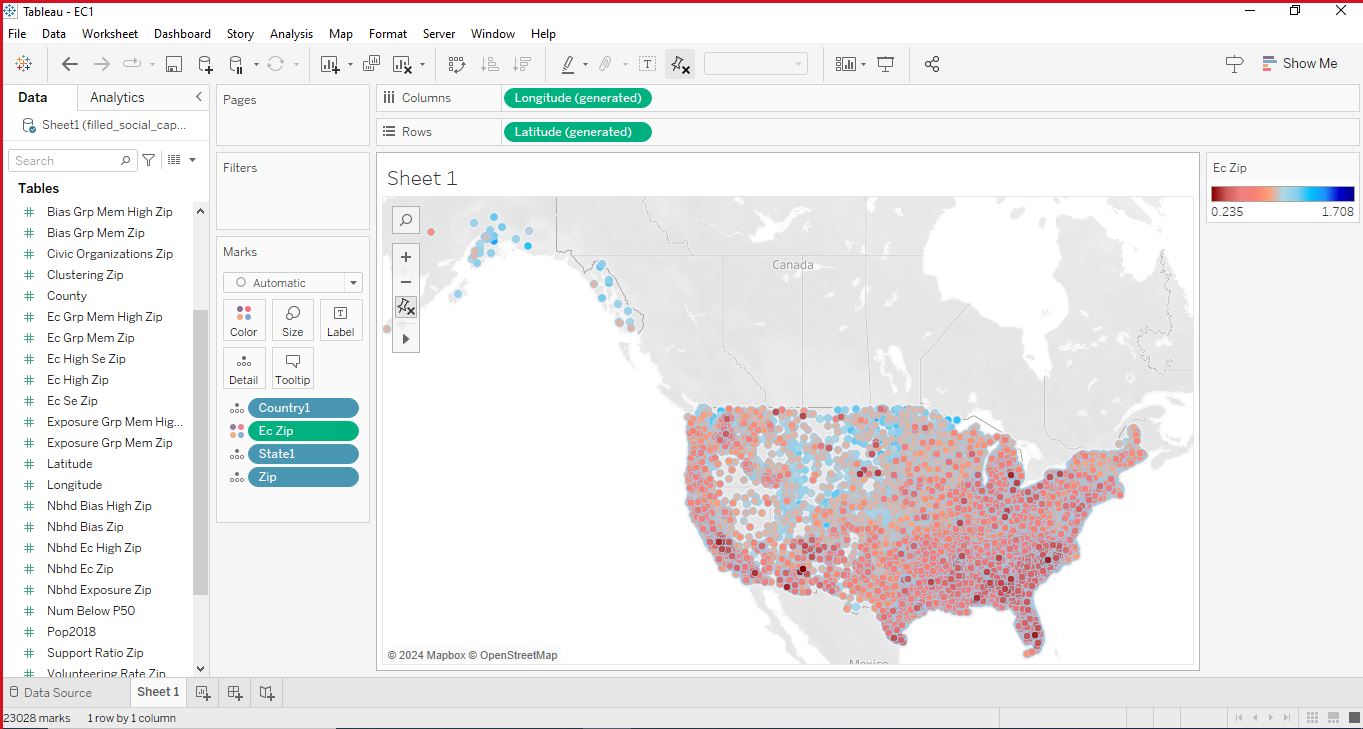 Tableau - EC1
File Data Worksheet Dashboard Story Analysis Map Format Server Window Help
Show Me
Data Analytics
Sheet1 (filled_social_cap...
Search
Tables
Bias Grp Mem High Zip
Bias Grp Mem Zip
Civic Organizations Zip
Clustering Zip
County
Ec Grp Mem High Zip
Ec Grp Mem Zip
Ec High Se Zip
Ec High Zip
Ec Se Zip
Exposure Grp Mem Hig...
Exposure Grp Mem Zip
Latitude
Longitude
Nbhd Bias High Zip
Nbhd Bias Zip
Nbhd Ec High Zip
Nbhd Ec Zip
Nbhd Exposure Zip
Num Below P50
Pop2018
Support Ratio Zip
Volunteering Rate Zip
Pages
Filters
Marks
Automatic
Color Size Label
Detail Tooltip
Country1
Ec Zip
State1
Zip
Columns Longitude (generated)
Rows Latitude (generated)
Sheet 1
Canada
Mexico
© 2024 Mapbox © OpenStreetMap
Ec Zip
0.235 1.708
Data Source Sheet 1
23028 marks 1 row by 1 column